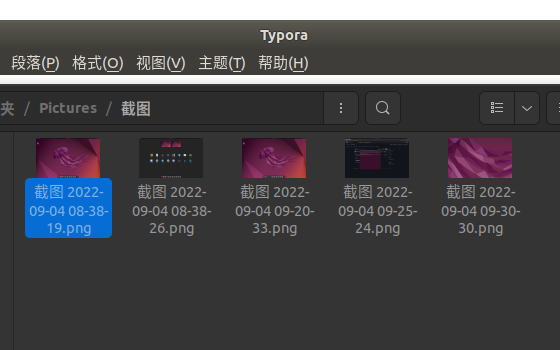 Typora
段落(P) 格式(O) 视图(V) 主题(T) 帮助(H)
夹 / Pictures / 截图
截图 2022-09-04 08-38-19.png
截图 2022-09-04 08-38-26.png
截图 2022-09-04 09-20-33.png
截图 2022-09-04 09-25-24.png
截图 2022-09-04 09-30-30.png